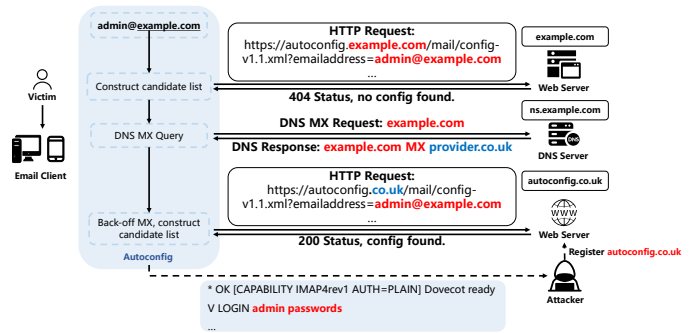 admin@example.com
HTTP Request:
https://autoconfig.example.com/mail/config-
v1.1.xml?emailaddress=admin@example.com
...
example.com
Web Server
Victim
Construct candidate list
404 Status, no config found.
ns.example.com
DNS MX Request: example.com
DNS MX Query
DNS
DNS Response: example.com MX provider.co.uk
DNS Server
Email Client
HTTP Request:
https://autoconfig.co.uk/mail/config-
v1.1.xml?emailaddress=admin@example.com
...
autoconfig.co.uk
WWW
Back-off MX, construct
candidate list
Web Server
200 Status, config found.
Autoconfig
Register autoconfig.co.uk
* OK [CAPABILITY IMAP4rev1 AUTH=PLAIN] Dovecot ready
V LOGIN admin passwords
...
Attacker